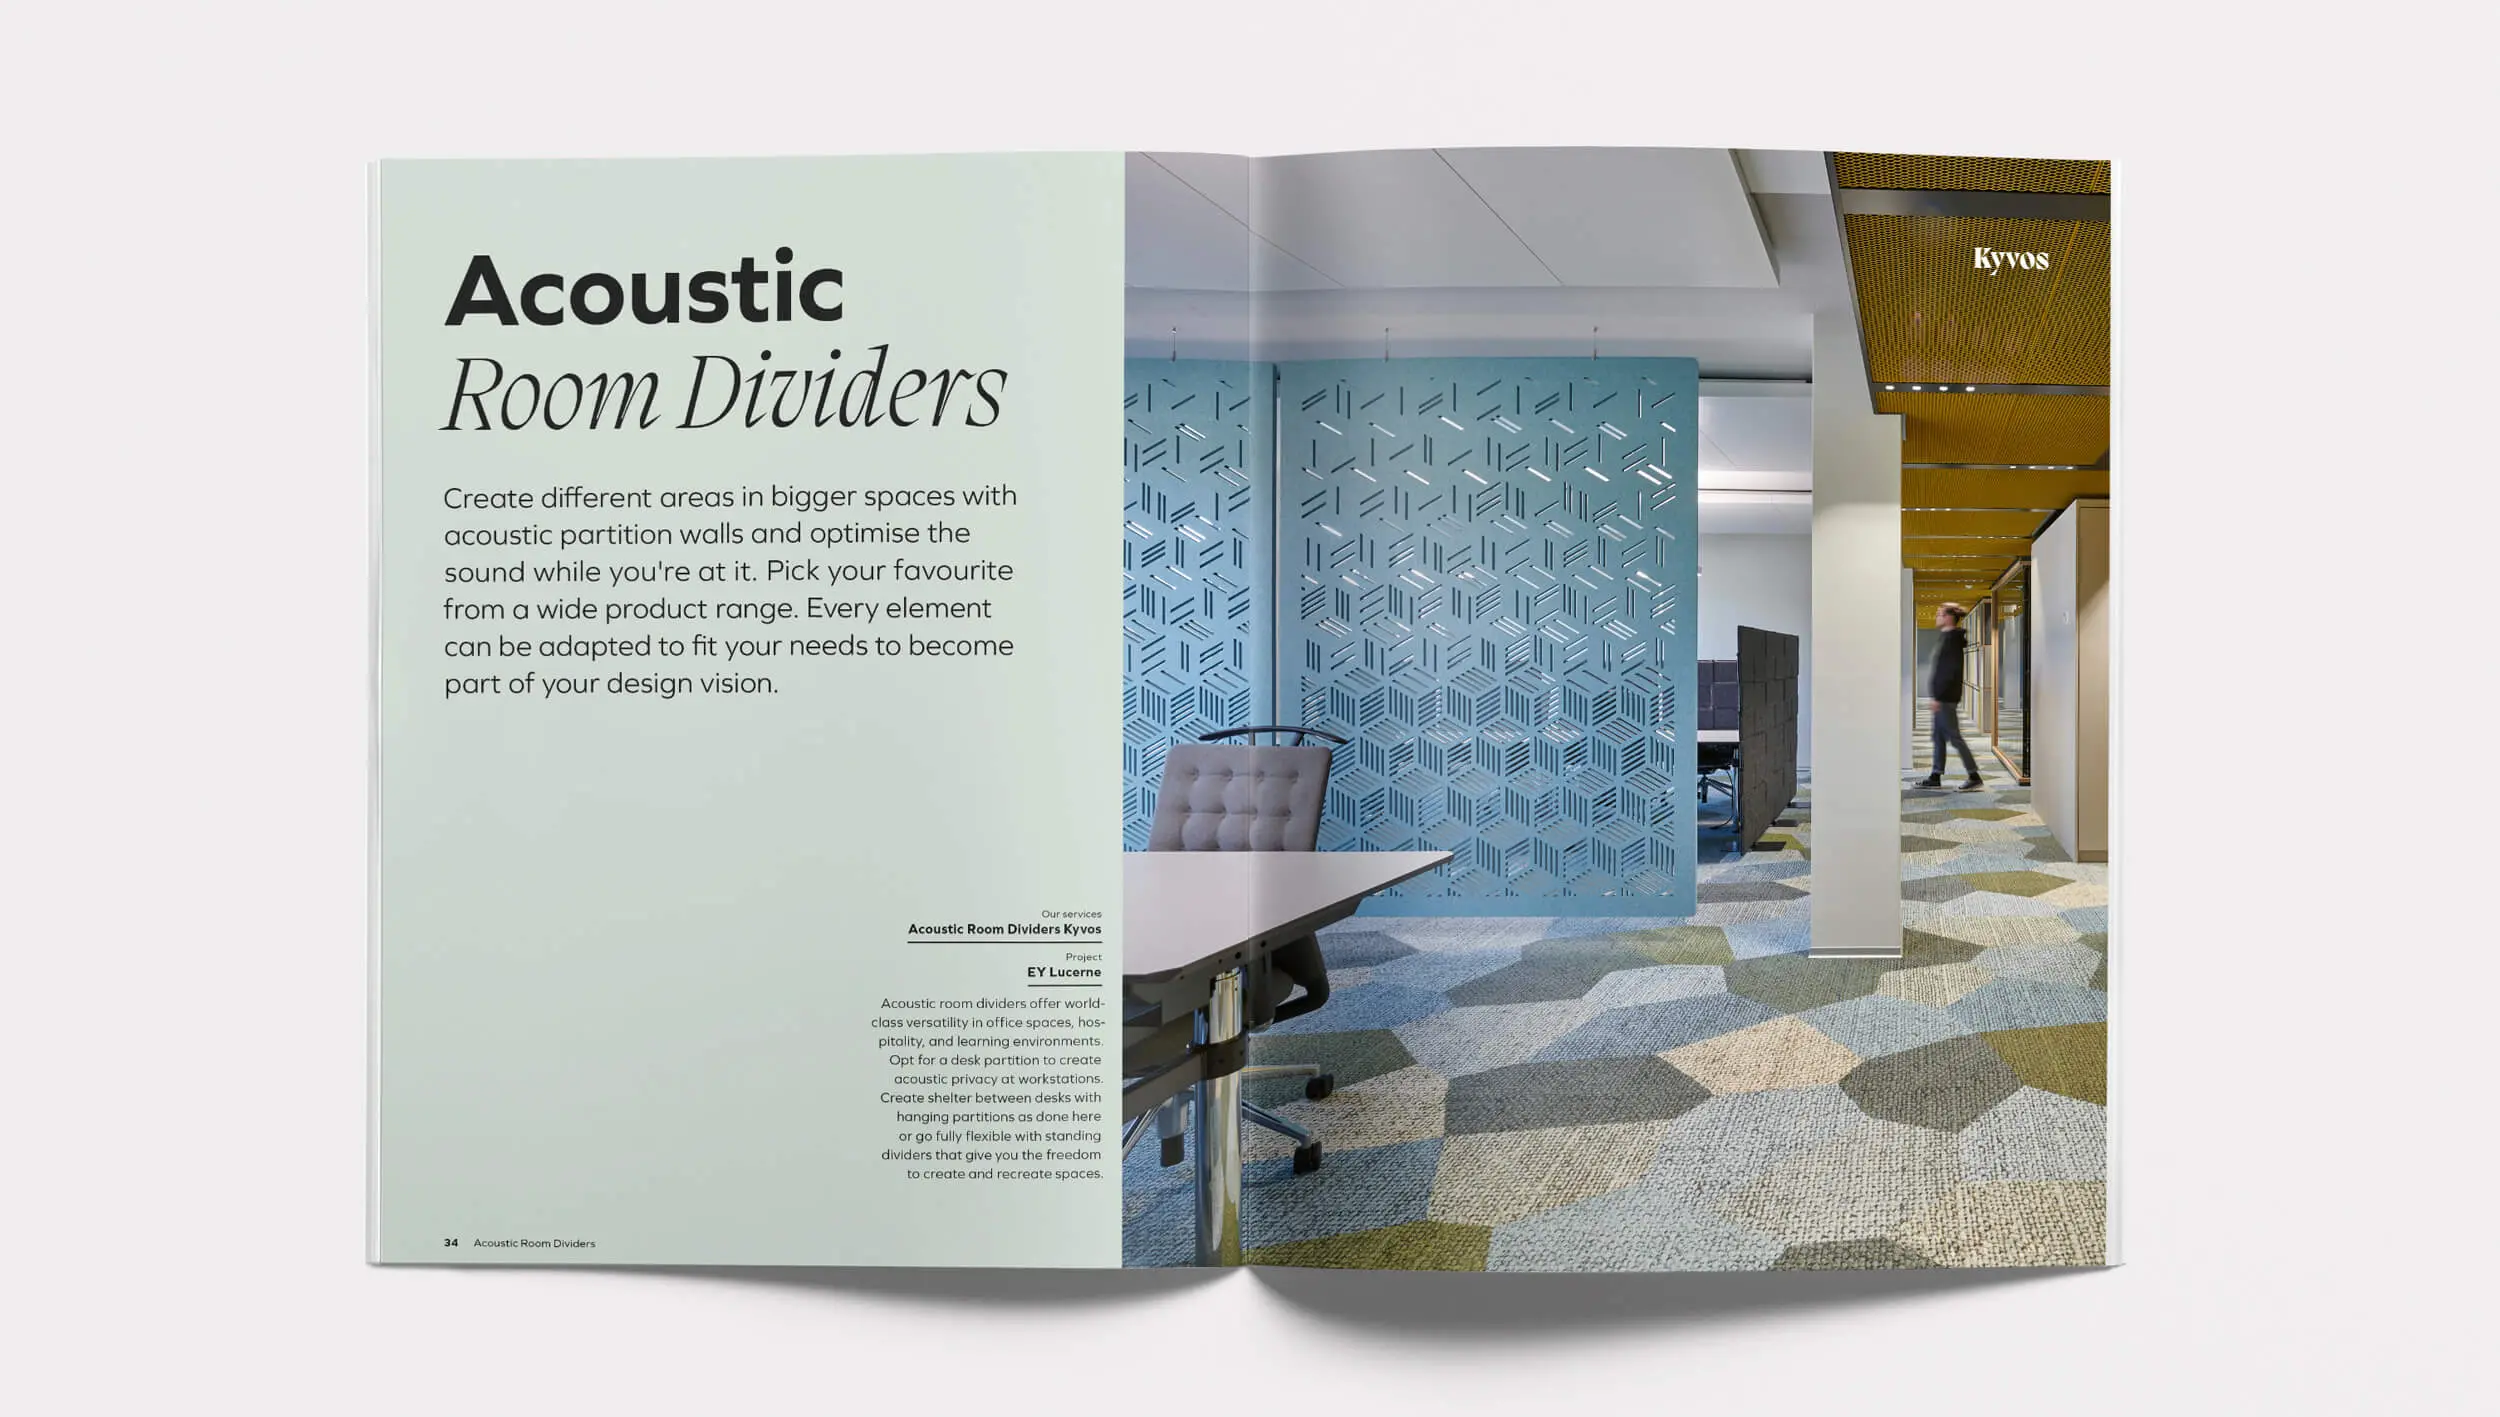 Acoustic
Room Dividers
Create different areas in bigger spaces with
acoustic partition walls and optimise the
sound while you're at it. Pick your favourite
from a wide product range. Every element
can be adapted to fit your needs to become
part of your design vision.
Our services
Acoustic Room Dividers Kyvos
Project
EY Lucerne
Acoustic room dividers offer world-
class versatility in office spaces, hos-
pitality, and learning environments.
Opt for a desk partition to create
acoustic privacy at workstations.
Create shelter between desks with
hanging partitions as done here
or go fully flexible with standing
dividers that give you the freedom
to create and recreate spaces.
34 Acoustic Room Dividers
Kyvos